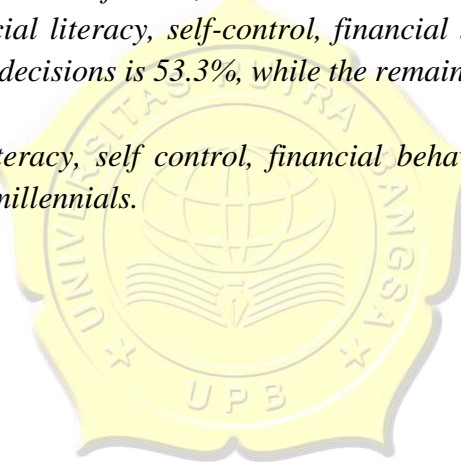 cial literacy, self-control, financial
decisions is 53.3%, while the remain
teracy, self control, financial behav
millennials.
UNIVERSITAS PUTRA BANGSA
UPB